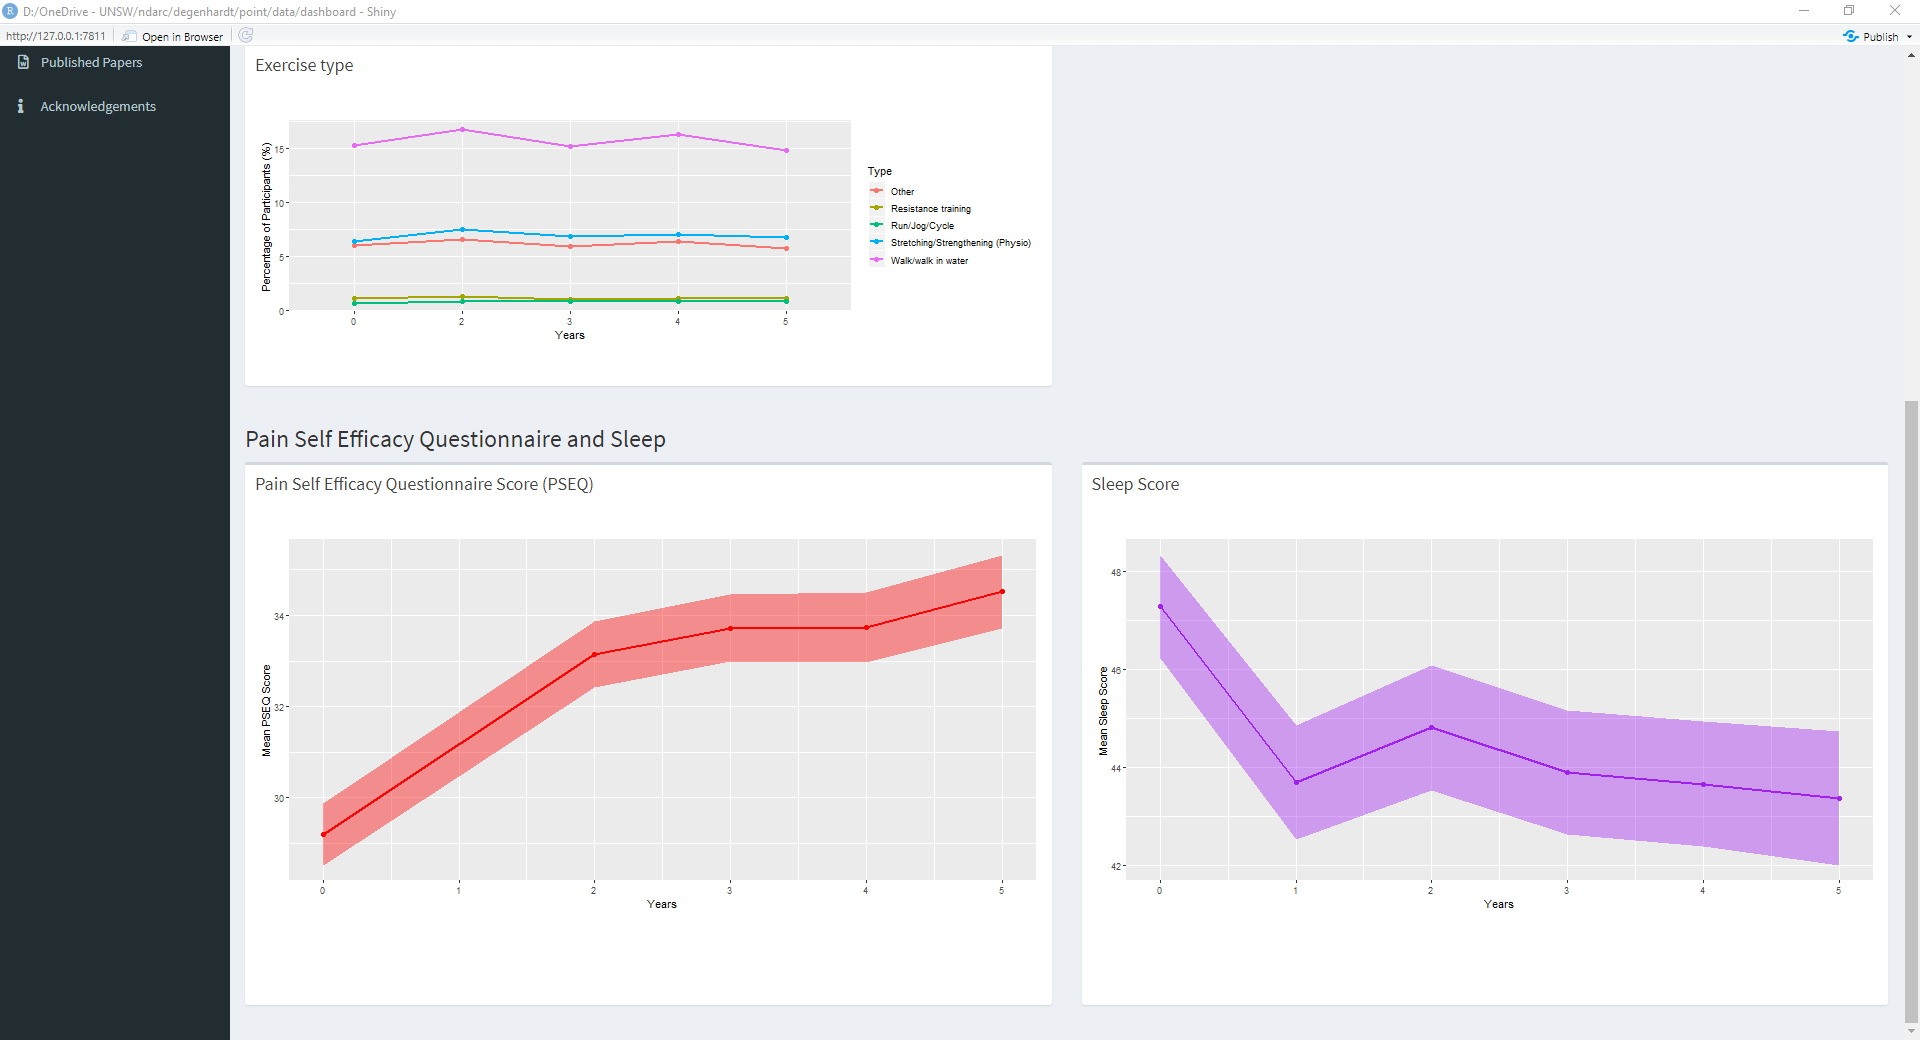 D:/OneDrive - UNSW/ndarc/degenhardt/point/data/dashboard - Shiny
http://127.0.0.1:7811
Open in Browser
Publish
Published Papers
Acknowledgements
Exercise type
Percentage of Participants (%)
15
10
5
0
0 2 3 4 5
Years
Type
Other
Resistance training
Run/Jog/Cycle
Stretching/Strengthening (Physio)
Walk/walk in water
Pain Self Efficacy Questionnaire and Sleep
Pain Self Efficacy Questionnaire Score (PSEQ)
Mean PSEQ Score
34
32
30
0 1 2 3 4 5
Years
Sleep Score
Mean Sleep Score
48
46
44
42
0 1 2 3 4 5
Years